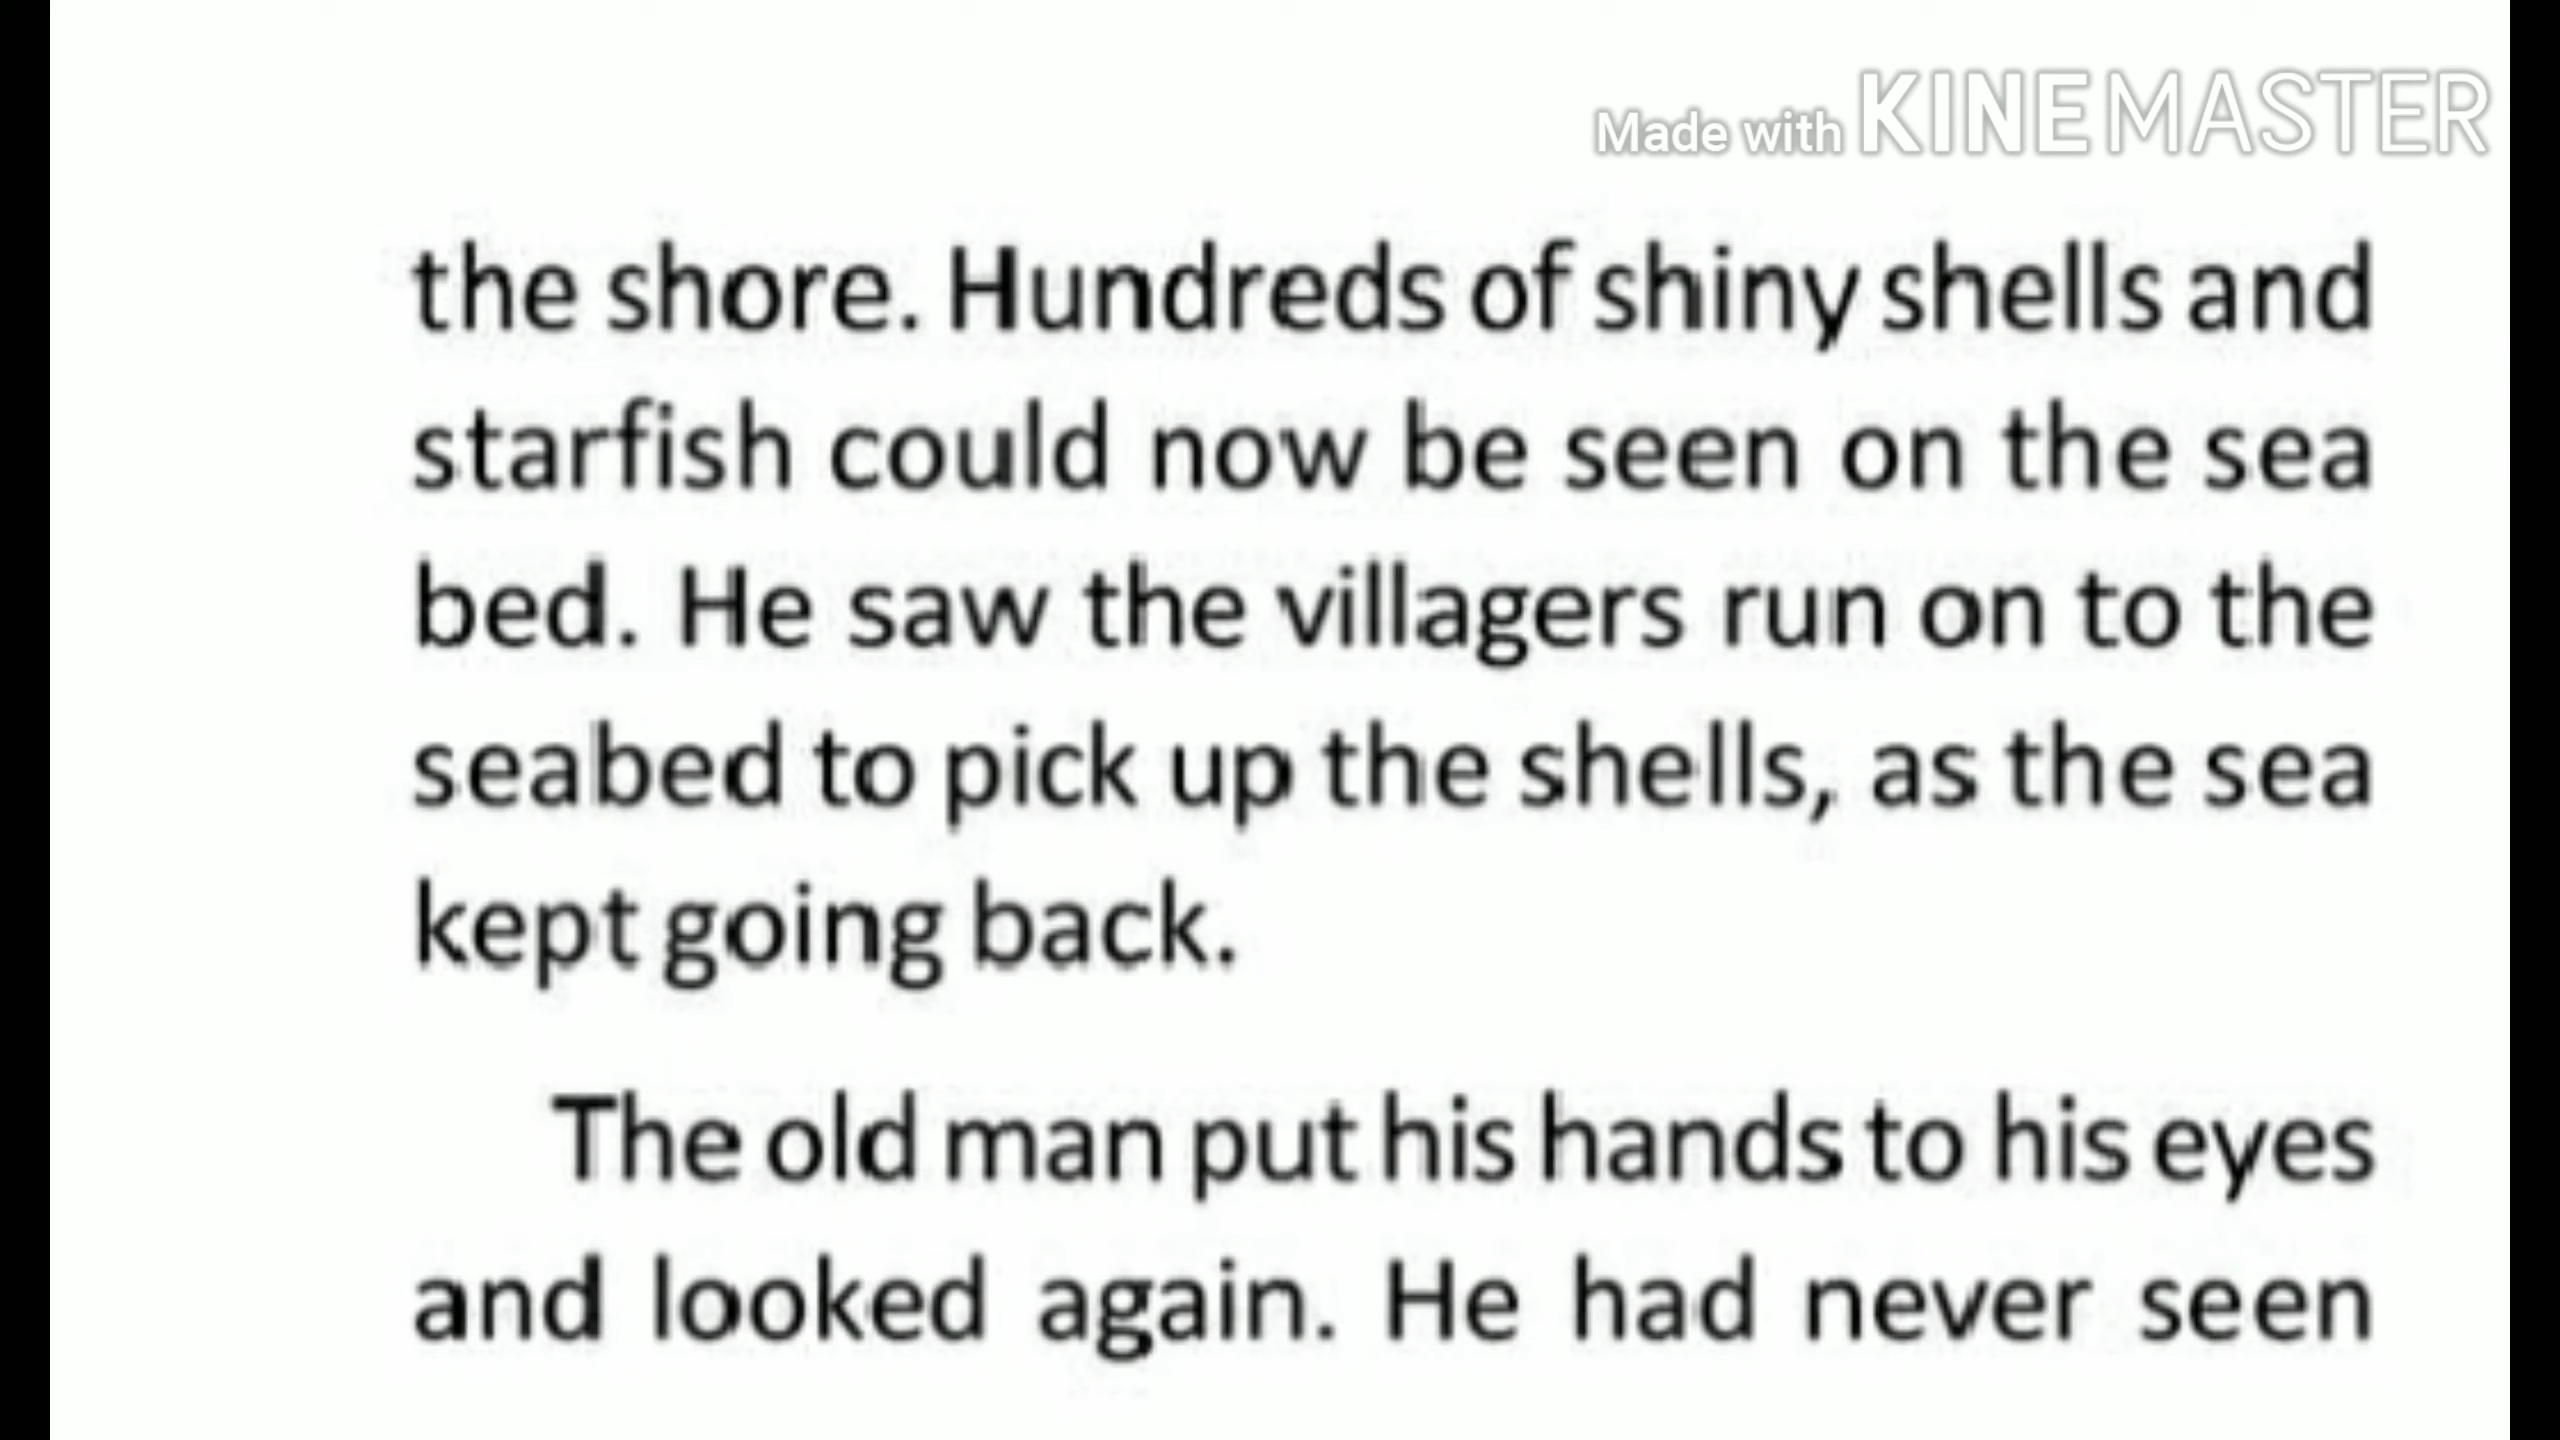 Made with KINEMASTER
the shore. Hundreds of shiny shells and
starfish could now be seen on the sea
bed. He saw the villagers run on to the
seabed to pick up the shells, as the sea
kept going back.
The old man put his hands to his eyes
and looked again. He had never seen